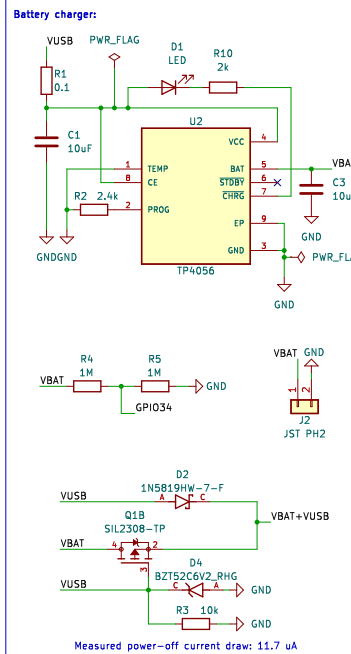 Battery charger:
VUSB
PWR_FLAG
D1
LED
R10
2k
R1
0.1
C1
10uF
U2
VCC 4
1 TEMP
8 CE
R2 2.4k
2 PROG
BAT 5
STDBY 6
CHRG 7
EP 9
GND 3
TP4056
VBA
C3
10u
GND
GNDGND
PWR_FLA
GND
R4
1M
R5
1M
VBAT
GND
GPIO34
VBAT GND
1 2
J2
JST PH2
D2
1N5819HW-7-F
VUSB
A C
Q1B
SIL2308-TP
VBAT+VUSB
VBAT
4 2
3
D4
BZT52C6V2_RHG
VUSB
C A
GND
R3 10k
GND
Measured power-off current draw: 11.7 uA